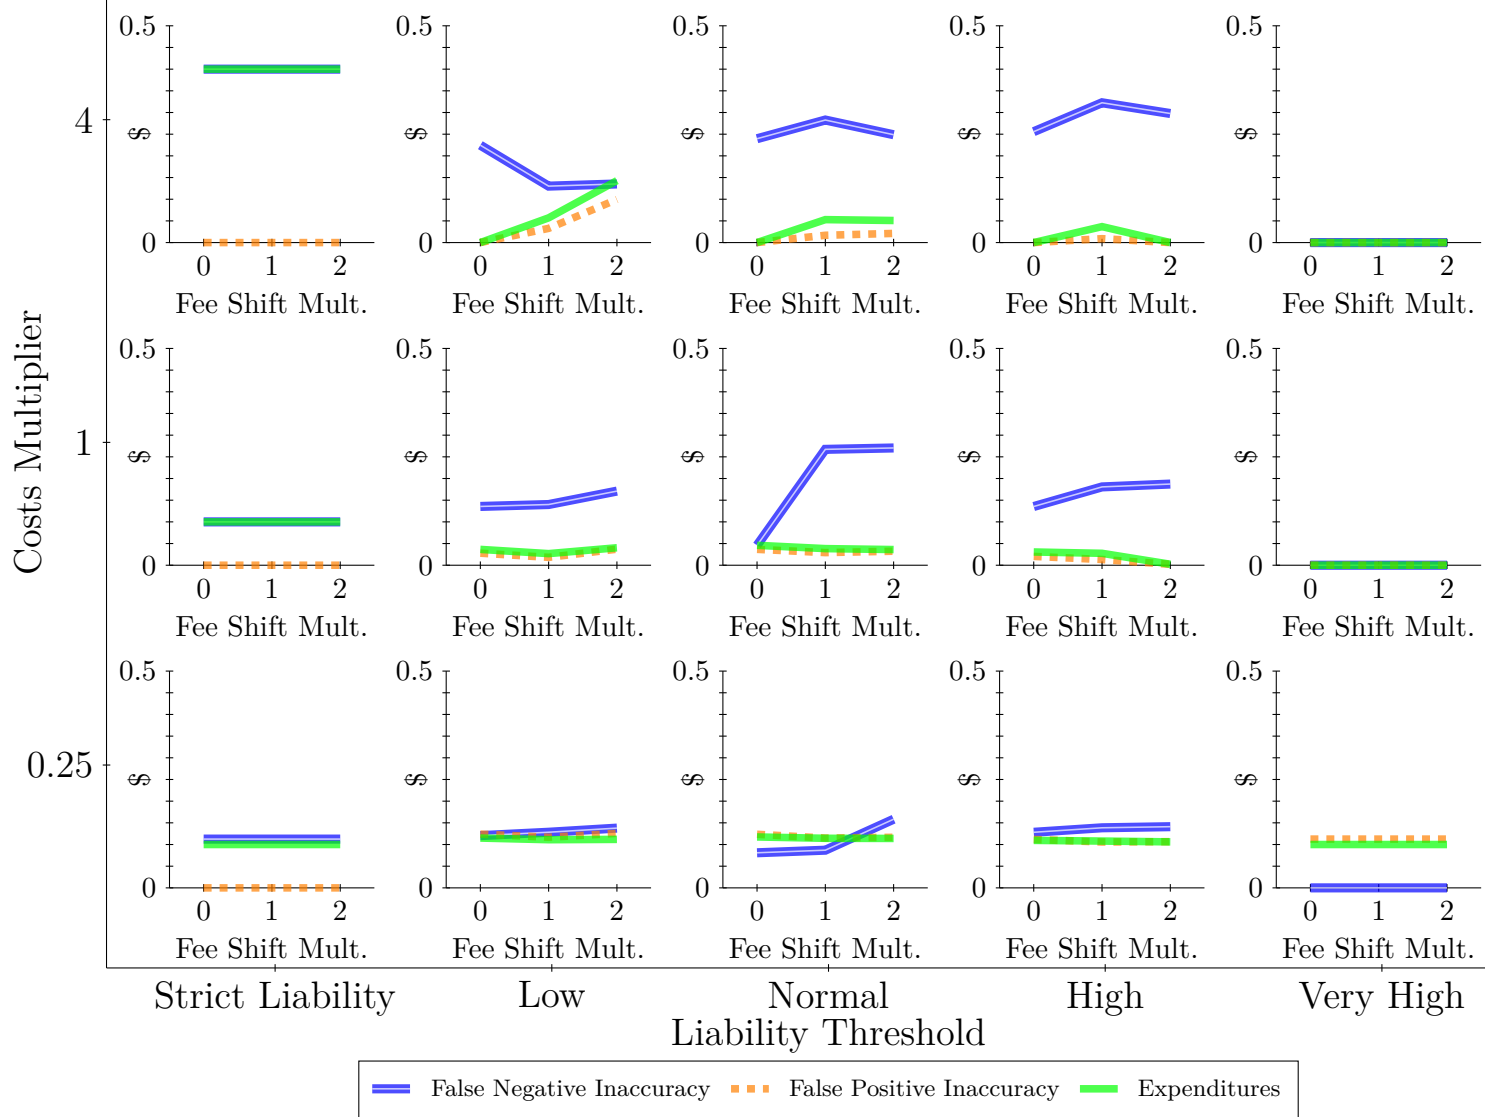 0.5 0.5 0.5 0.5 0.5
4
$ $ $ $ $
0 0 0 0 0
0 1 2 0 1 2 0 1 2 0 1 2 0 1 2
Fee Shift Mult. Fee Shift Mult. Fee Shift Mult. Fee Shift Mult. Fee Shift Mult.
Costs Multiplier
0.5 0.5 0.5 0.5 0.5
1
$ $ $ $ $
0 0 0 0 0
0 1 2 0 1 2 0 1 2 0 1 2 0 1 2
Fee Shift Mult. Fee Shift Mult. Fee Shift Mult. Fee Shift Mult. Fee Shift Mult.
0.5 0.5 0.5 0.5 0.5
0.25
$ $ $ $ $
0 0 0 0 0
0 1 2 0 1 2 0 1 2 0 1 2 0 1 2
Fee Shift Mult. Fee Shift Mult. Fee Shift Mult. Fee Shift Mult. Fee Shift Mult.
Strict Liability Low Normal High Very High
Liability Threshold
False Negative Inaccuracy False Positive Inaccuracy Expenditures